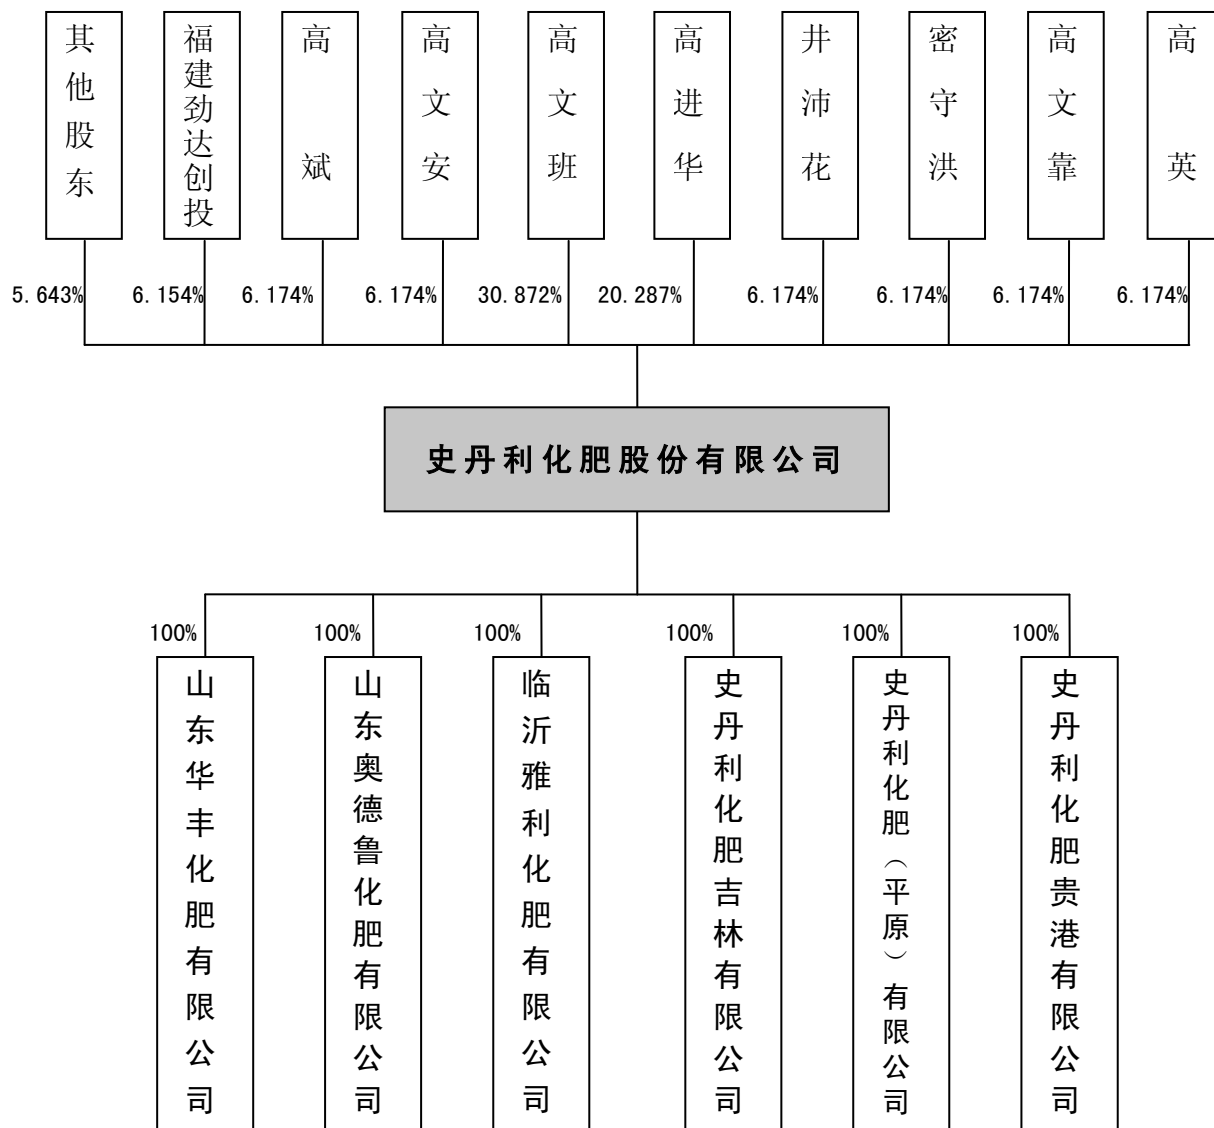 其他股东
福建劲达创投
高斌
高文安
高文班
高进华
井沛花
密守洪
高文靠
高英
5.643%
6.154%
6.174%
6.174%
30.872%
20.287%
6.174%
6.174%
6.174%
6.174%
史丹利化肥股份有限公司
100%
100%
100%
100%
100%
100%
山东华丰化肥有限公司
山东奥德鲁化肥有限公司
临沂雅利化肥有限公司
史丹利化肥吉林有限公司
史丹利化肥（平原）有限公司
史丹利化肥贵港有限公司